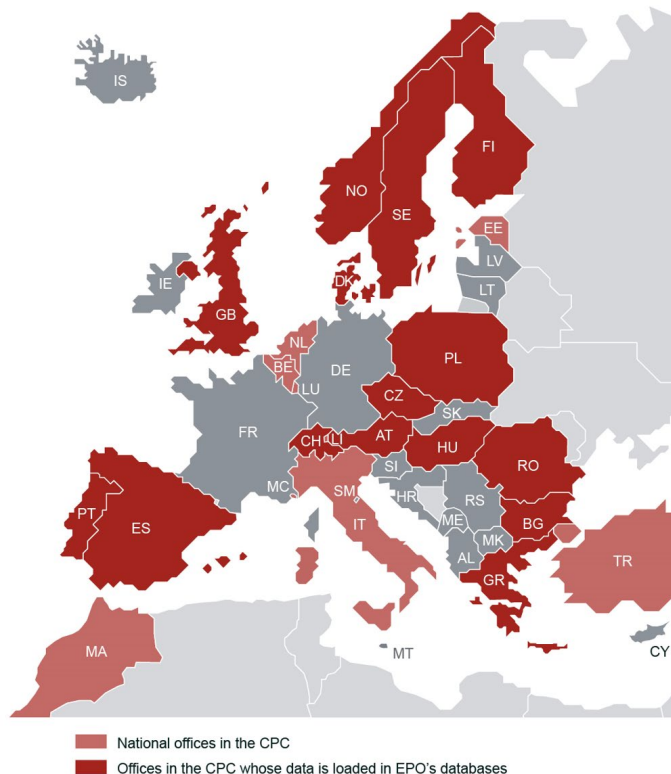 IS
FI
NO
SE
EE
LV
IE
DK
LT
GB
NL
BE
DE
PL
LU
CZ
SK
FR
CH
LI
AT
HU
SI
RO
MC
SM
HR
RS
PT
ES
IT
ME
BG
MK
AL
TR
GR
MA
MT
CY
National offices in the CPC
Offices in the CPC whose data is loaded in EPO's databases